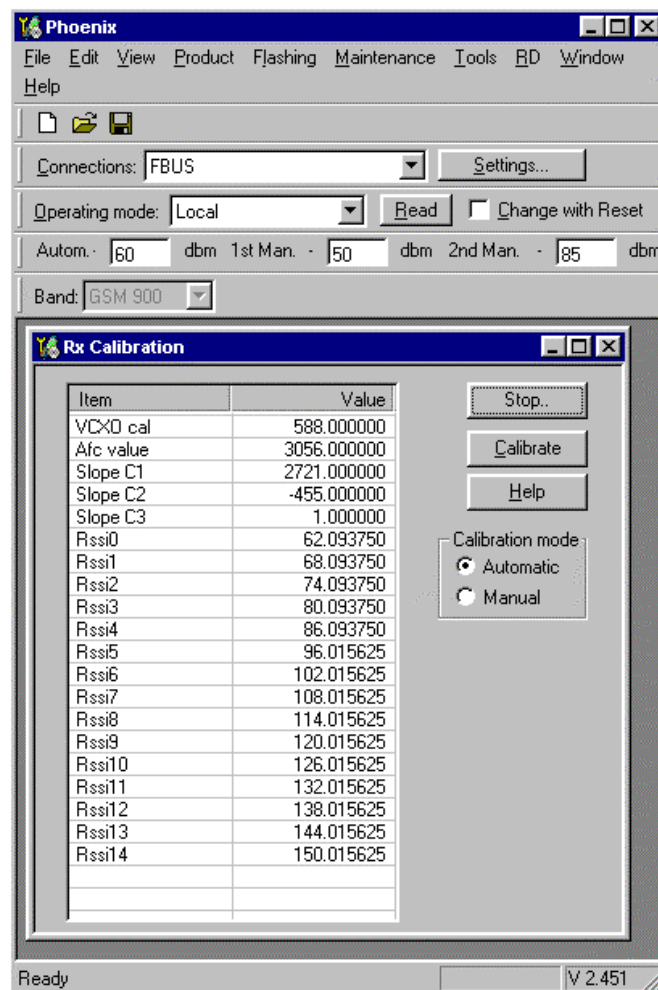 Phoenix
File Edit View Product Flashing Maintenance Tools RD Window
Help
Connections: FBUS Settings...
Operating mode: Local Read Change with Reset
Autom.- 60 dbm 1st Man. - 50 dbm 2nd Man. - 85 dbm
Band: GSM 900
Rx Calibration
Item Value
VCXO cal 588.000000
Afc value 3056.000000
Slope C1 2721.000000
Slope C2 -455.000000
Slope C3 1.000000
Rssi0 62.093750
Rssi1 68.093750
Rssi2 74.093750
Rssi3 80.093750
Rssi4 86.093750
Rssi5 96.015625
Rssi6 102.015625
Rssi7 108.015625
Rssi8 114.015625
Rssi9 120.015625
Rssi10 126.015625
Rssi11 132.015625
Rssi12 138.015625
Rssi13 144.015625
Rssi14 150.015625
Stop..
Calibrate
Help
Calibration mode
Automatic
Manual
Ready V 2.451